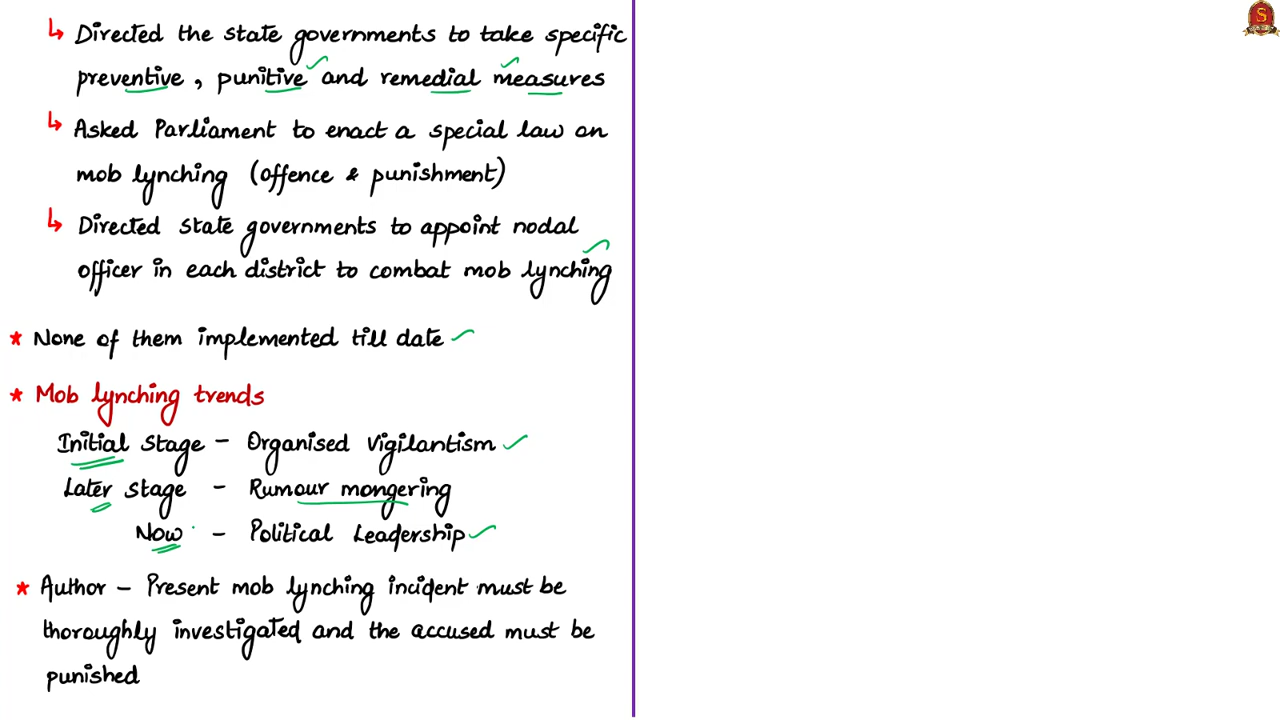 ↳ Directed the state governments to take specific
preventive, punitive and remedial measures
↳ Asked Parliament to enact a special law on
mob lynching (offence & punishment)
↳ Directed state governments to appoint nodal
officer in each district to combat mob lynching
* None of them implemented till date
* Mob lynching trends
Initial stage - Organised Vigilantism
Later stage - Rumour mongering
Now - Political Leadership
* Author - Present mob lynching incident must be
thoroughly investigated and the accused must be
punished